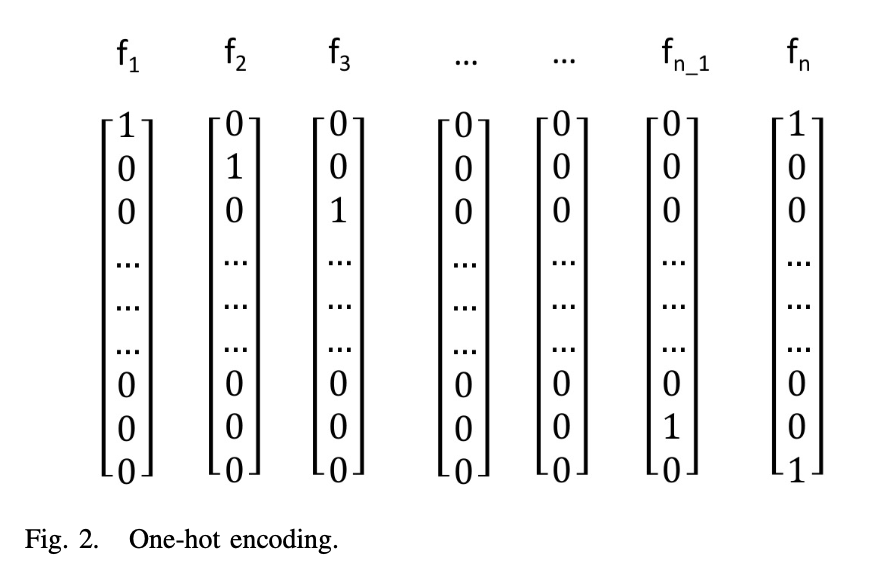 f₁ f₂ f₃ ... ... fn_1 fn
1 0 0 0 0 0 1
0 1 0 0 0 0 0
0 0 1 0 0 0 0
... ... ... ... ... ... ...
... ... ... ... ... ... ...
... ... ... ... ... ... ...
0 0 0 0 0 0 0
0 0 0 0 0 1 0
0 0 0 0 0 0 1
Fig. 2. One-hot encoding.